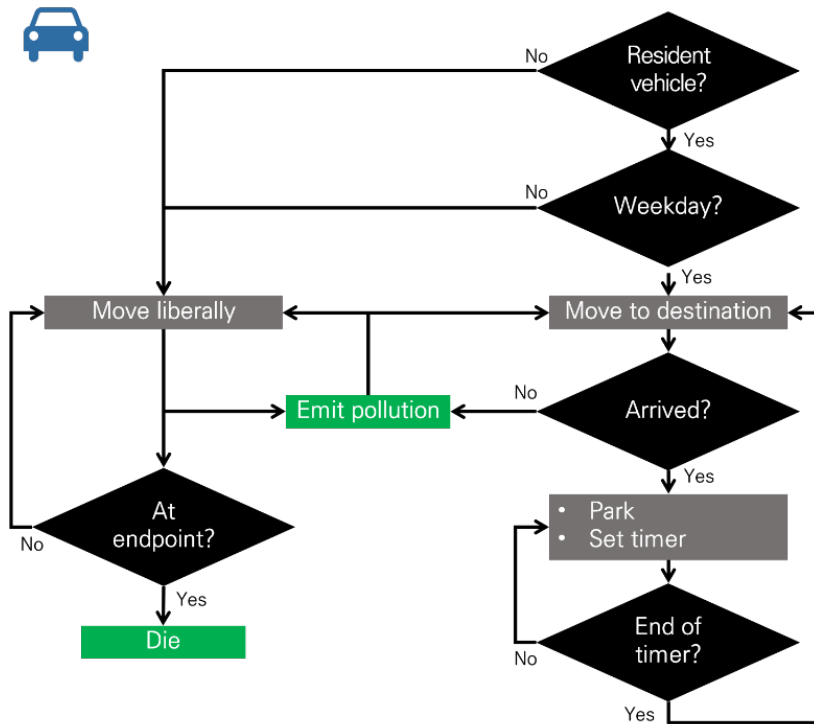 No
Resident
vehicle?
Yes
No
Weekday?
Yes
Move liberally
Move to destination
Emit pollution
No
Arrived?
Yes
• Park
• Set timer
At
endpoint?
No
Yes
Die
End of
timer?
No
Yes